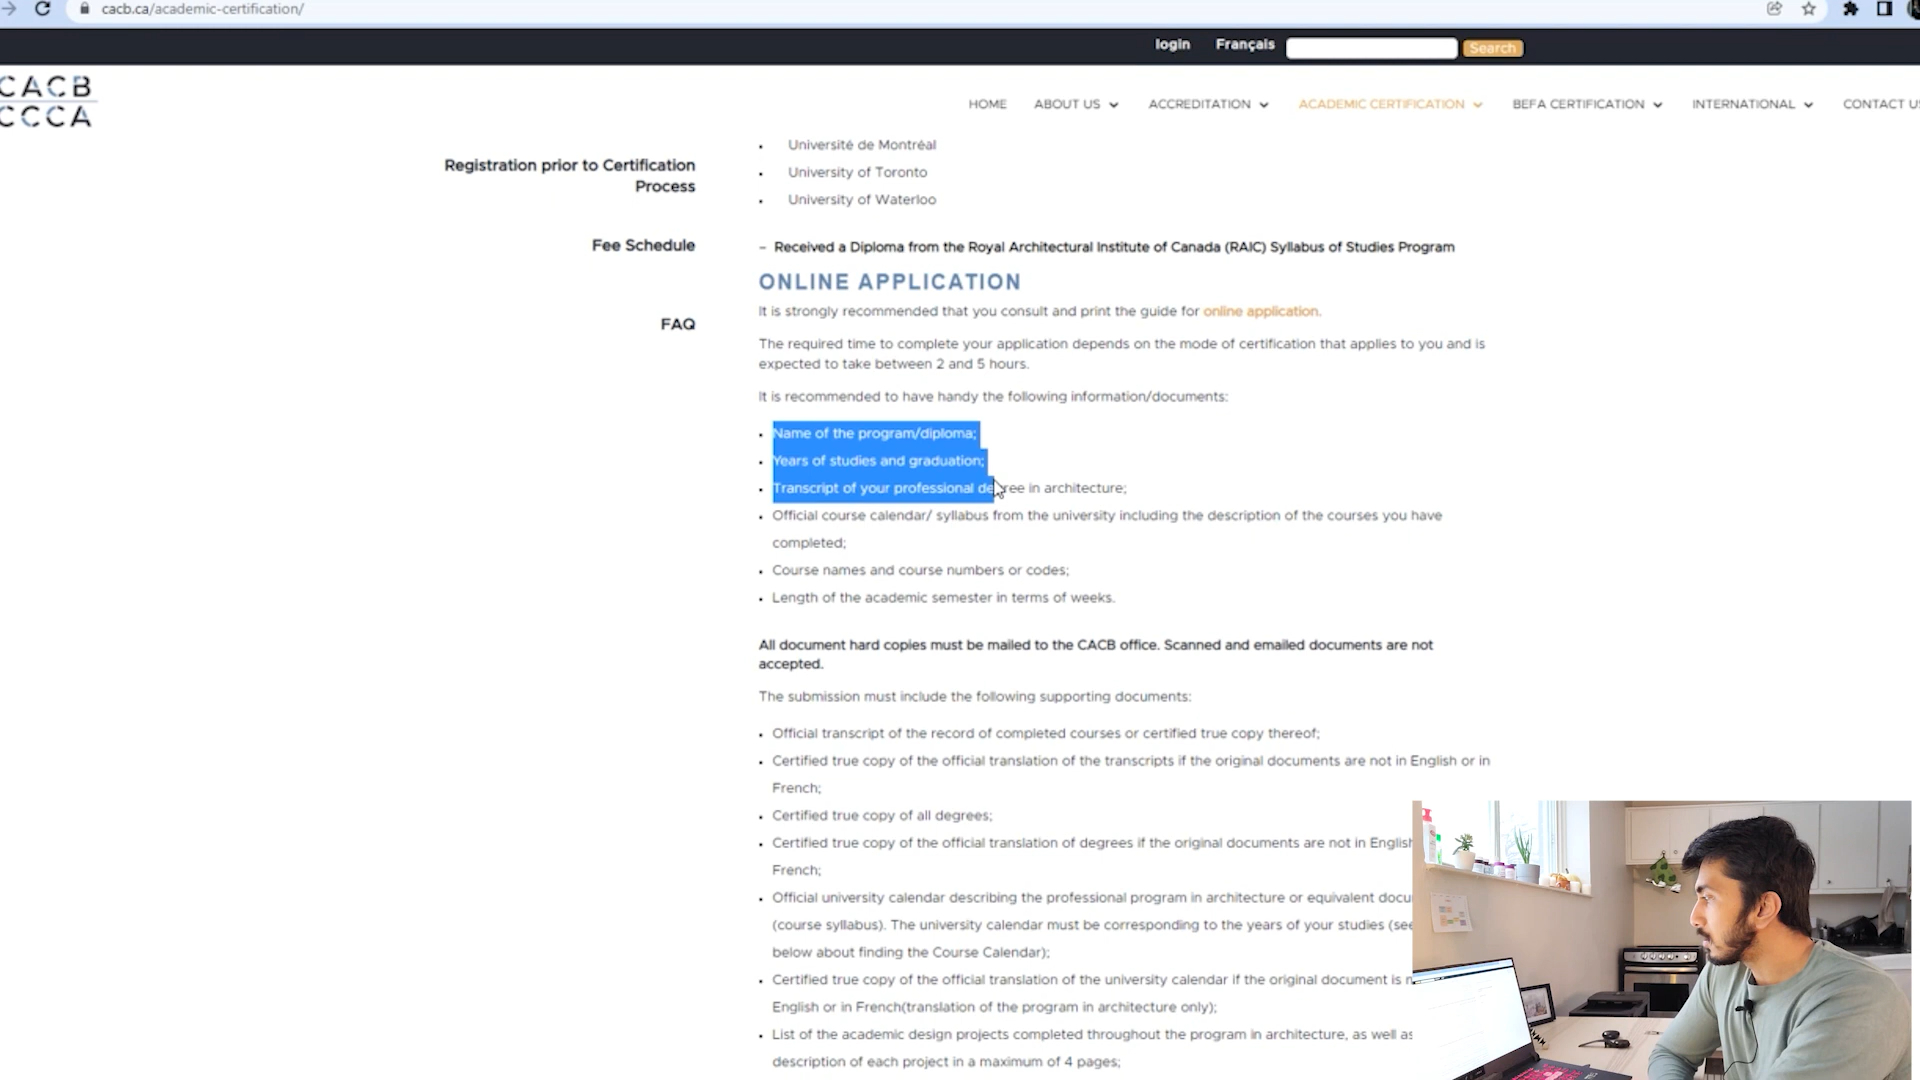 cacb.ca/academic-certification/
login Français Search
CACB
CCCA
HOME ABOUT US ACCREDITATION ACADEMIC CERTIFICATION BEFA CERTIFICATION INTERNATIONAL CONTACT US
Registration prior to Certification
Process
Fee Schedule
FAQ
• Université de Montréal
• University of Toronto
• University of Waterloo
– Received a Diploma from the Royal Architectural Institute of Canada (RAIC) Syllabus of Studies Program
ONLINE APPLICATION
It is strongly recommended that you consult and print the guide for online application.
The required time to complete your application depends on the mode of certification that applies to you and is
expected to take between 2 and 5 hours.
It is recommended to have handy the following information/documents:
• Name of the program/diploma;
• Years of studies and graduation;
• Transcript of your professional degree in architecture;
• Official course calendar/ syllabus from the university including the description of the courses you have
completed;
• Course names and course numbers or codes;
• Length of the academic semester in terms of weeks.
All document hard copies must be mailed to the CACB office. Scanned and emailed documents are not
accepted.
The submission must include the following supporting documents:
• Official transcript of the record of completed courses or certified true copy thereof;
• Certified true copy of the official translation of the transcripts if the original documents are not in English or in
French;
• Certified true copy of all degrees;
• Certified true copy of the official translation of degrees if the original documents are not in English
French;
• Official university calendar describing the professional program in architecture or equivalent docu
(course syllabus). The university calendar must be corresponding to the years of your studies (see
below about finding the Course Calendar);
• Certified true copy of the official translation of the university calendar if the original document is n
English or in French(translation of the program in architecture only);
• List of the academic design projects completed throughout the program in architecture, as well as
description of each project in a maximum of 4 pages;